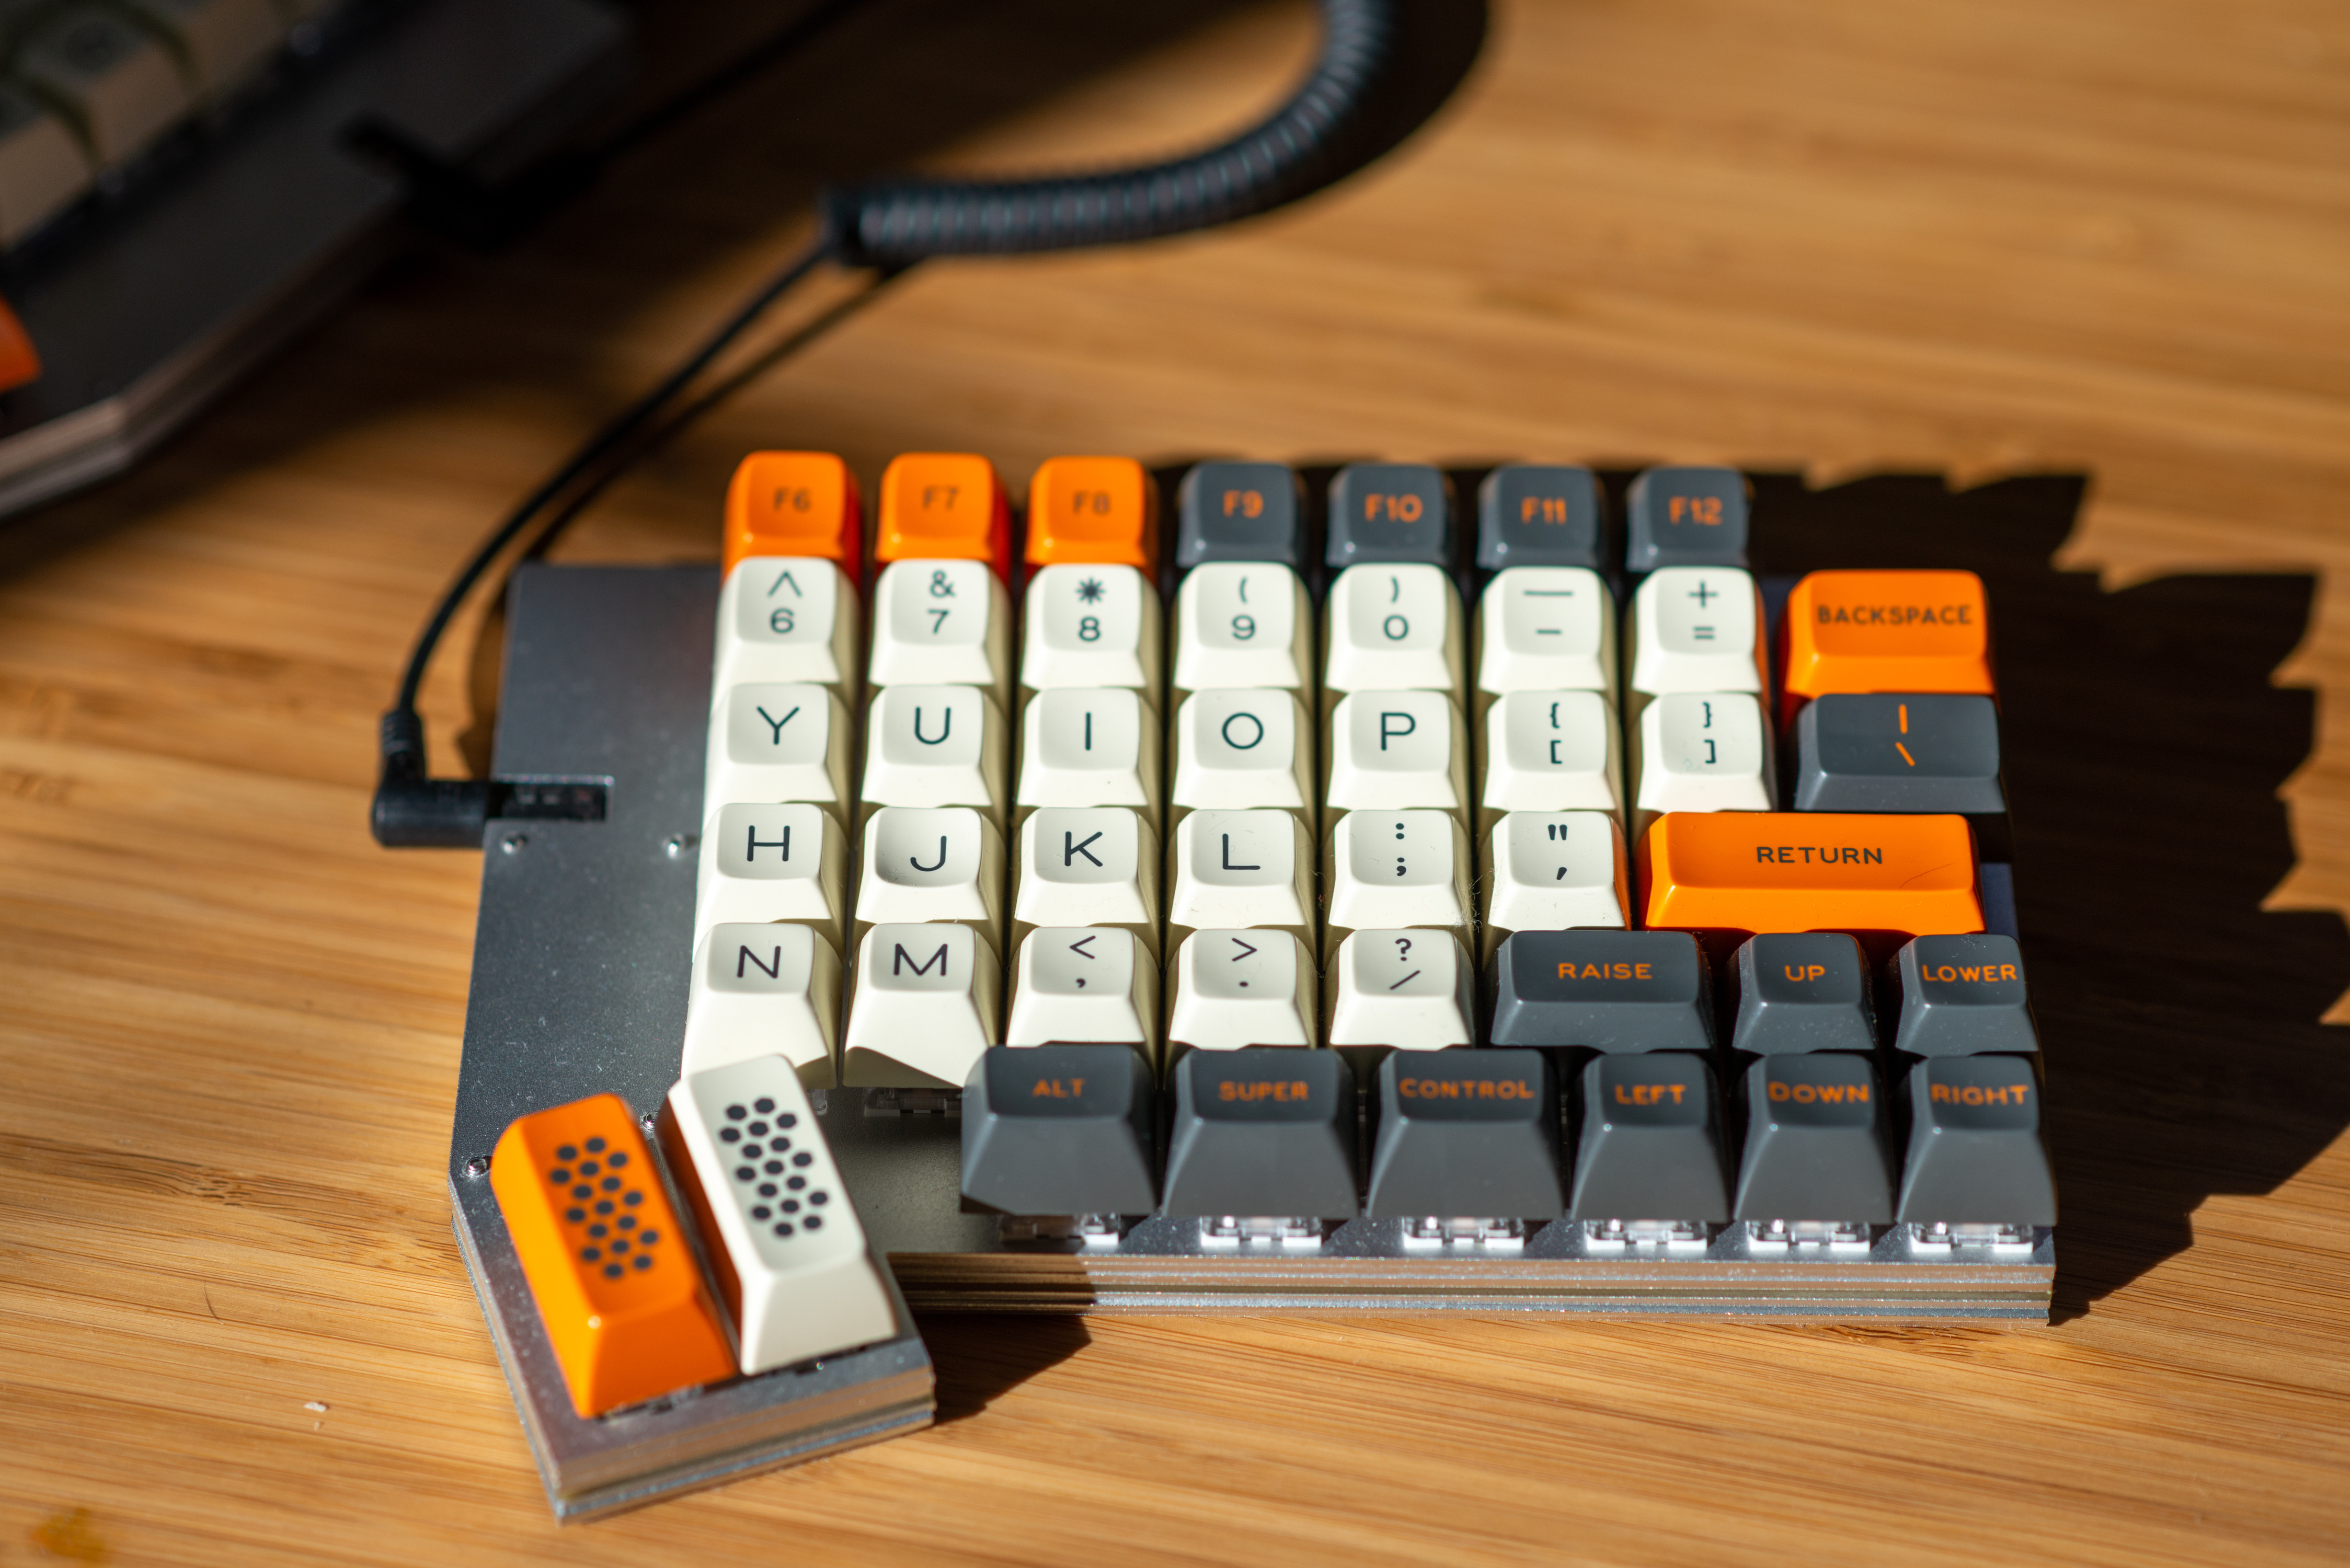 F6 F7 F8 F9 F10 F11 F12
^ & * ( ) — +
6 7 8 9 0 - = BACKSPACE
Y U I O P { } |
[ ] \
H J K L : " RETURN
; '
N M < > ? RAISE UP LOWER
, . /
ALT SUPER CONTROL LEFT DOWN RIGHT